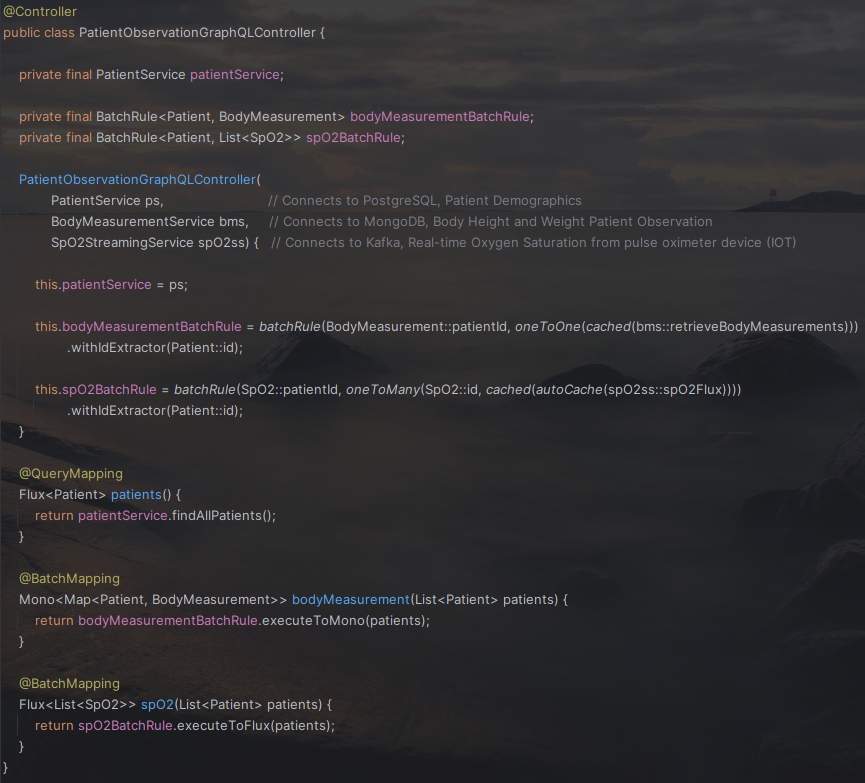 @Controller
public class PatientObservationGraphQLController {
private final PatientService patientService;
private final BatchRule<Patient, BodyMeasurement> bodyMeasurementBatchRule;
private final BatchRule<Patient, List<SpO2>> spO2BatchRule;
PatientObservationGraphQLController(
PatientService ps, // Connects to PostgreSQL, Patient Demographics
BodyMeasurementService bms, // Connects to MongoDB, Body Height and Weight Patient Observation
SpO2StreamingService spO2ss) { // Connects to Kafka, Real-time Oxygen Saturation from pulse oximeter device (IOT)
this.patientService = ps;
this.bodyMeasurementBatchRule = batchRule(BodyMeasurement::patientId, oneToOne(cached(bms::retrieveBodyMeasurements)))
.withIdExtractor(Patient::id);
this.spO2BatchRule = batchRule(SpO2::patientId, oneToMany(SpO2::id, cached(autoCache(spO2ss::spO2Flux))))
.withIdExtractor(Patient::id);
}
@QueryMapping
Flux<Patient> patients() {
return patientService.findAllPatients();
}
@BatchMapping
Mono<Map<Patient, BodyMeasurement>> bodyMeasurement(List<Patient> patients) {
return bodyMeasurementBatchRule.executeToMono(patients);
}
@BatchMapping
Flux<List<SpO2>> spO2(List<Patient> patients) {
return spO2BatchRule.executeToFlux(patients);
}
}